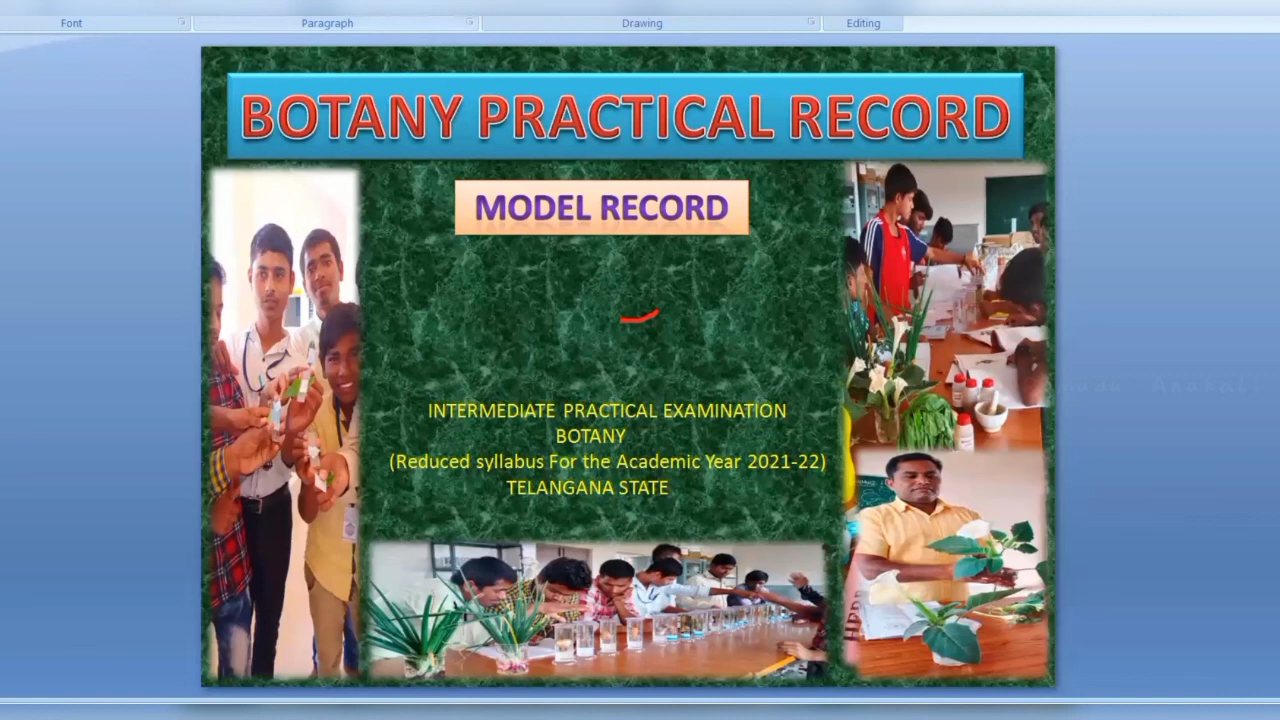 Font
Paragraph
Drawing
Editing
BOTANY PRACTICAL RECORD
MODEL RECORD
INTERMEDIATE PRACTICAL EXAMINATION
BOTANY
(Reduced syllabus For the Academic Year 2021-22)
TELANGANA STATE